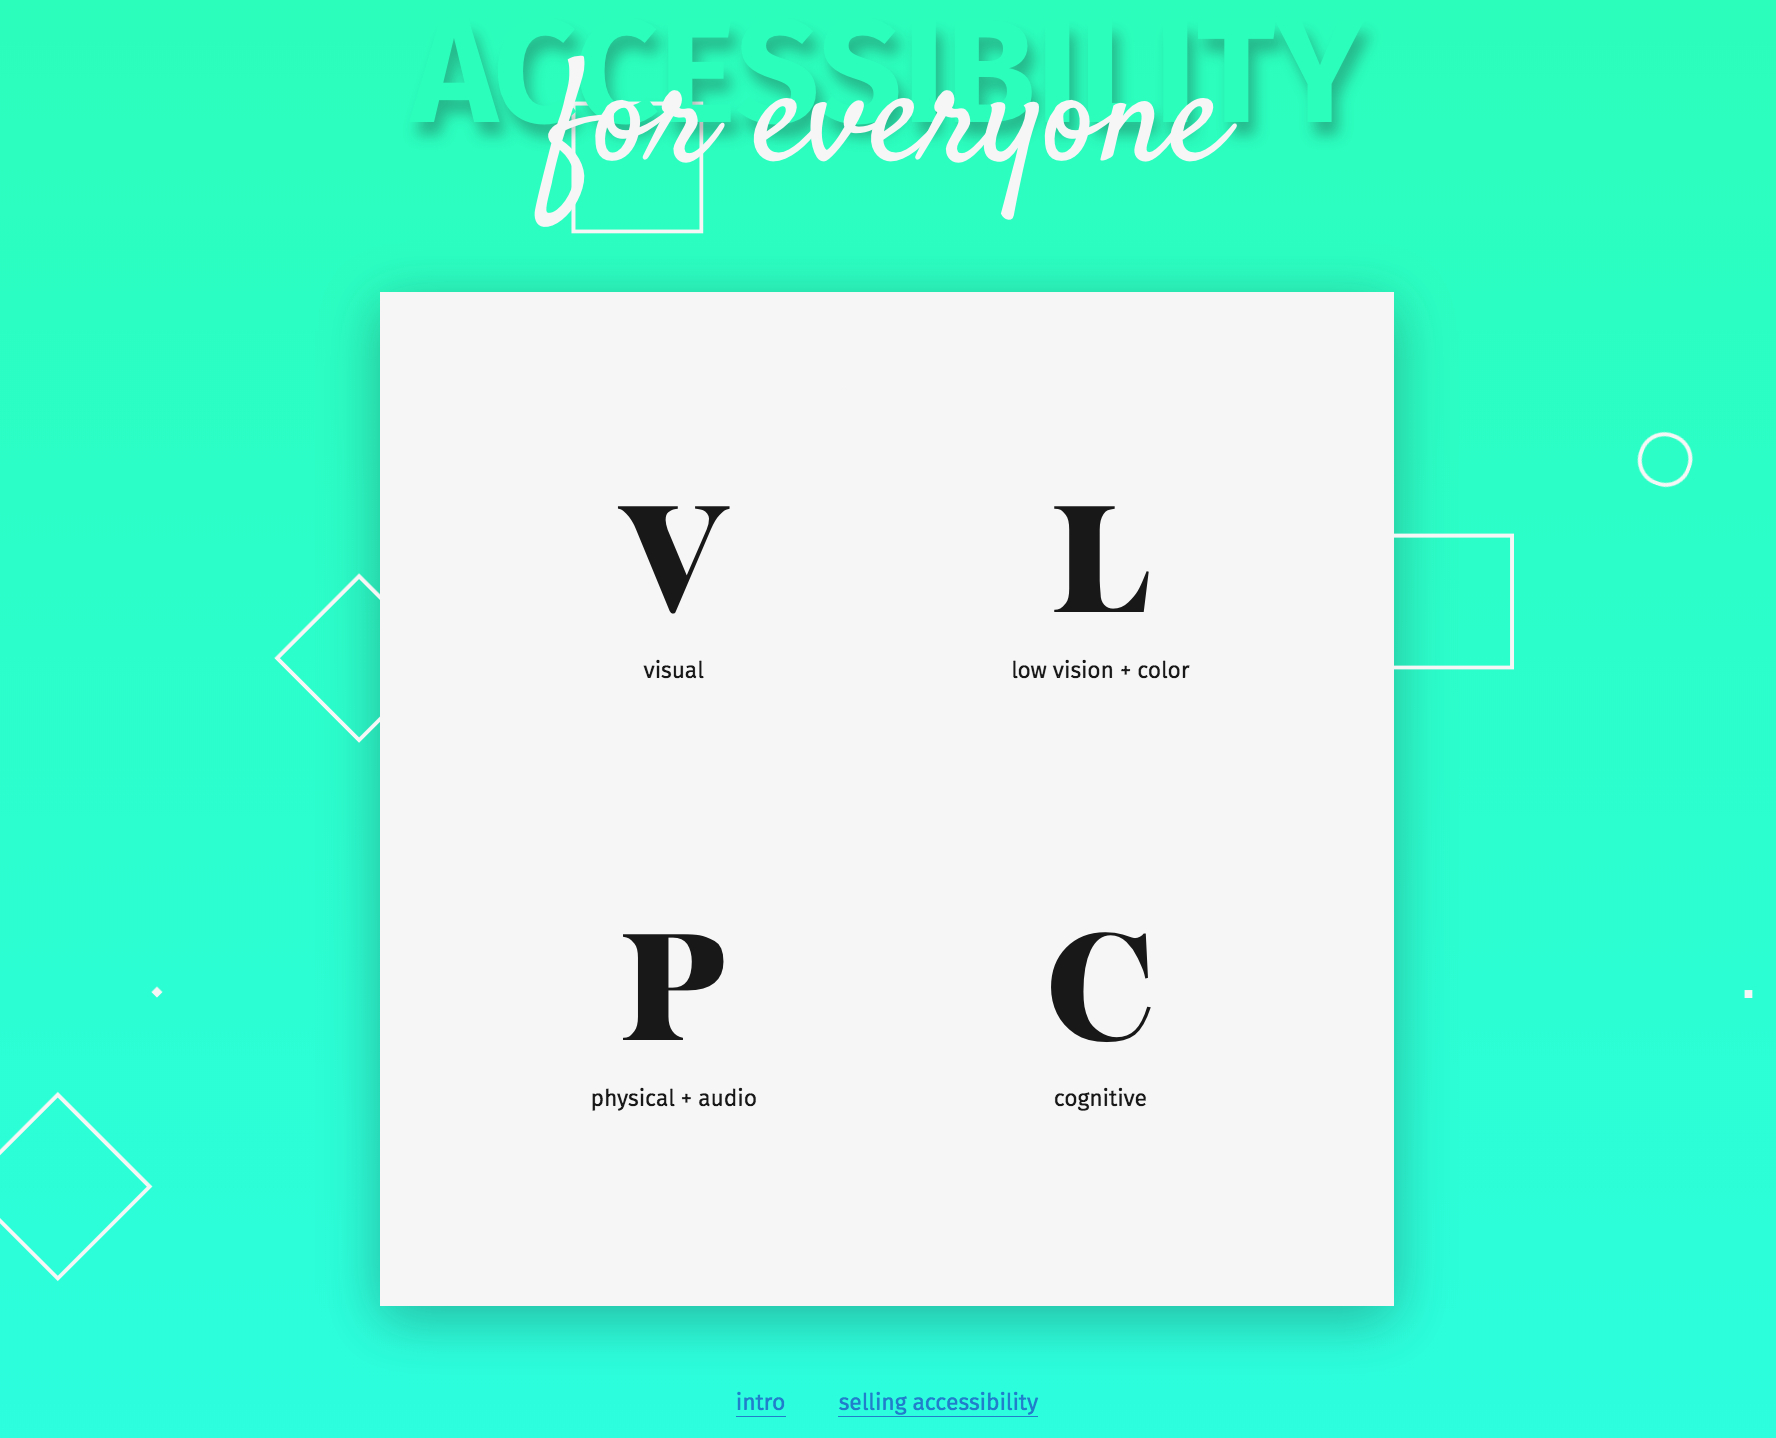 ACCESSIBILITY
for everyone
V
L
visual
low vision + color
P
C
physical + audio
cognitive
intro
selling accessibility